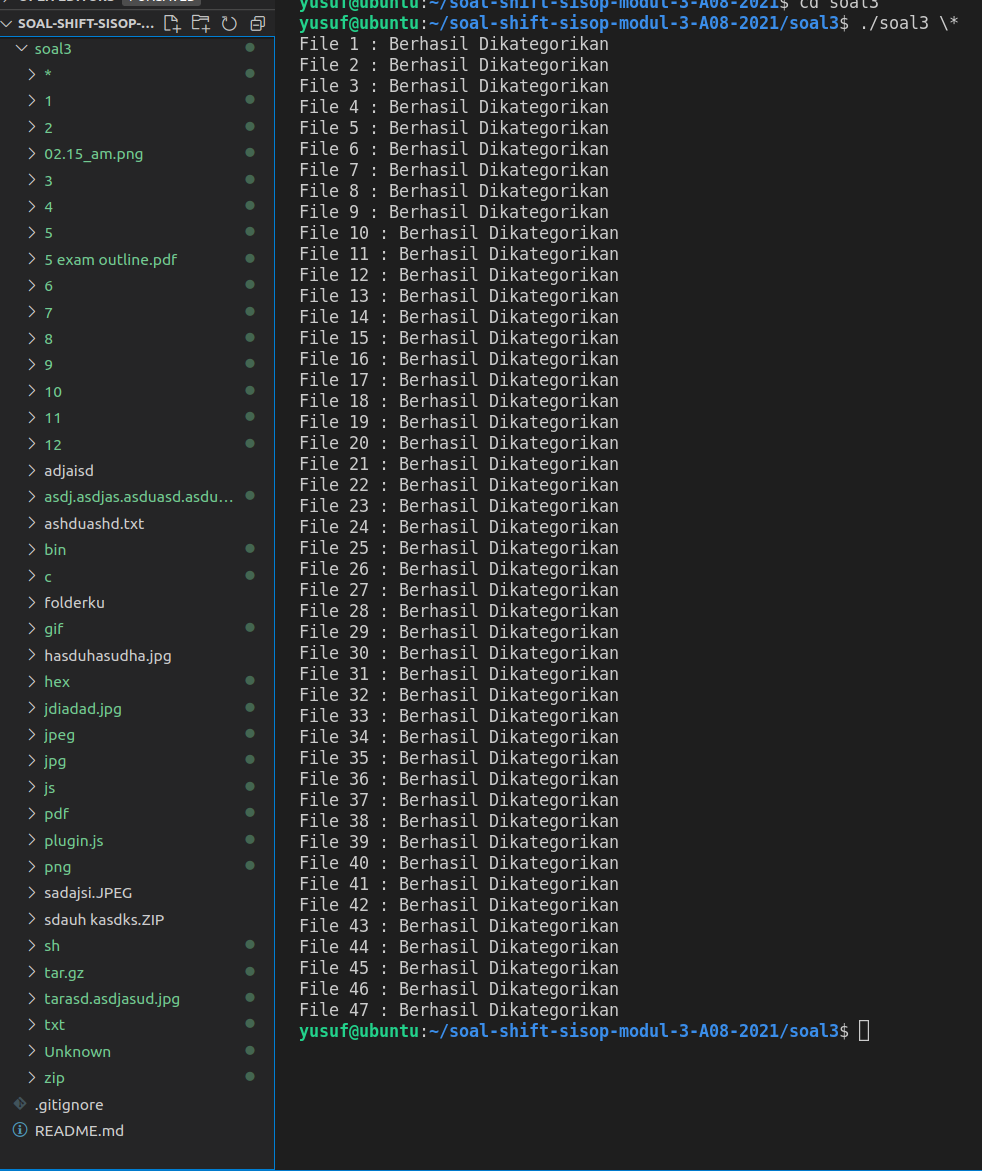 SOAL-SHIFT-SISOP-...
soal3
*
1
2
02.15_am.png
3
4
5
5 exam outline.pdf
6
7
8
9
10
11
12
adjaisd
asdj.asdjas.asduasd.asdu...
ashduashd.txt
bin
c
folderku
gif
hasduhasudha.jpg
hex
jdiadad.jpg
jpeg
jpg
js
pdf
plugin.js
png
sadajsi.JPEG
sdauh kasdks.ZIP
sh
tar.gz
tarasd.asdjasud.jpg
txt
Unknown
zip
.gitignore
README.md
yusuf@ubuntu:~/soal-shift-sisop-modul-3-A08-2021$ cd soal3
yusuf@ubuntu:~/soal-shift-sisop-modul-3-A08-2021/soal3$ ./soal3 \*
File 1 : Berhasil Dikategorikan
File 2 : Berhasil Dikategorikan
File 3 : Berhasil Dikategorikan
File 4 : Berhasil Dikategorikan
File 5 : Berhasil Dikategorikan
File 6 : Berhasil Dikategorikan
File 7 : Berhasil Dikategorikan
File 8 : Berhasil Dikategorikan
File 9 : Berhasil Dikategorikan
File 10 : Berhasil Dikategorikan
File 11 : Berhasil Dikategorikan
File 12 : Berhasil Dikategorikan
File 13 : Berhasil Dikategorikan
File 14 : Berhasil Dikategorikan
File 15 : Berhasil Dikategorikan
File 16 : Berhasil Dikategorikan
File 17 : Berhasil Dikategorikan
File 18 : Berhasil Dikategorikan
File 19 : Berhasil Dikategorikan
File 20 : Berhasil Dikategorikan
File 21 : Berhasil Dikategorikan
File 22 : Berhasil Dikategorikan
File 23 : Berhasil Dikategorikan
File 24 : Berhasil Dikategorikan
File 25 : Berhasil Dikategorikan
File 26 : Berhasil Dikategorikan
File 27 : Berhasil Dikategorikan
File 28 : Berhasil Dikategorikan
File 29 : Berhasil Dikategorikan
File 30 : Berhasil Dikategorikan
File 31 : Berhasil Dikategorikan
File 32 : Berhasil Dikategorikan
File 33 : Berhasil Dikategorikan
File 34 : Berhasil Dikategorikan
File 35 : Berhasil Dikategorikan
File 36 : Berhasil Dikategorikan
File 37 : Berhasil Dikategorikan
File 38 : Berhasil Dikategorikan
File 39 : Berhasil Dikategorikan
File 40 : Berhasil Dikategorikan
File 41 : Berhasil Dikategorikan
File 42 : Berhasil Dikategorikan
File 43 : Berhasil Dikategorikan
File 44 : Berhasil Dikategorikan
File 45 : Berhasil Dikategorikan
File 46 : Berhasil Dikategorikan
File 47 : Berhasil Dikategorikan
yusuf@ubuntu:~/soal-shift-sisop-modul-3-A08-2021/soal3$